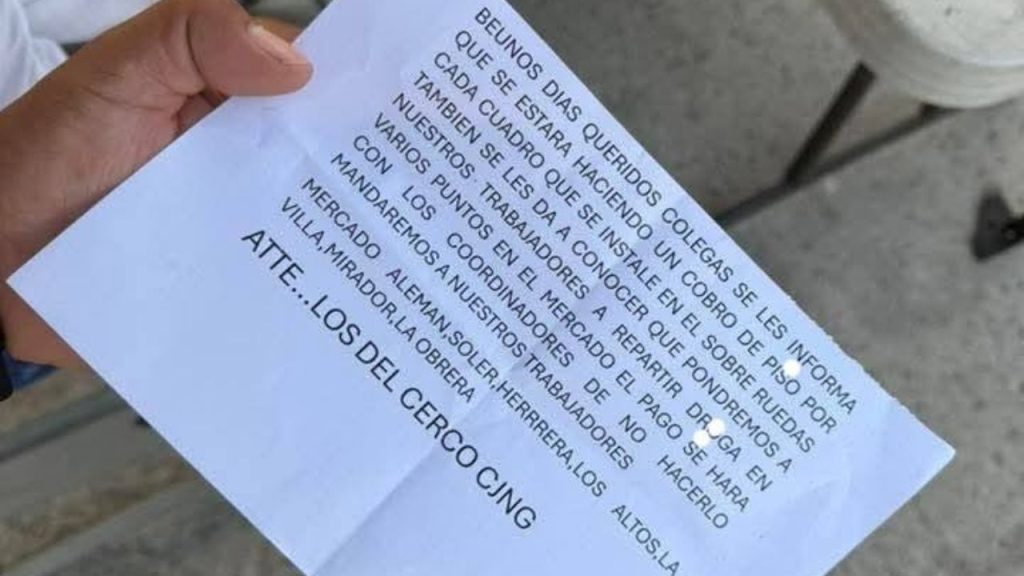 BEUNOS DIAS QUERIDOS COLEGAS SE LES INFORMA
QUE SE ESTARA HACIENDO UN COBRO DE PISO POR
CADA CUADRO QUE SE INSTALE EN EL SOBRE RUEDAS
TAMBIEN SE LES DA A CONOCER QUE PONDREMOS A
NUESTROS TRABAJADORES A REPARTIR DROGA EN
VARIOS PUNTOS EN EL MERCADO EL PAGO SE HARA
CON LOS COORDINADORES DE NO HACERLO
MANDAREMOS A NUESTROS TRABAJADORES
MERCADO ALEMAN,SOLER,HERRRERA,LOS ALTOS,LA
VILLA,MIRADOR,LA OBRERA
ATTE...LOS DEL CERCO CJNG